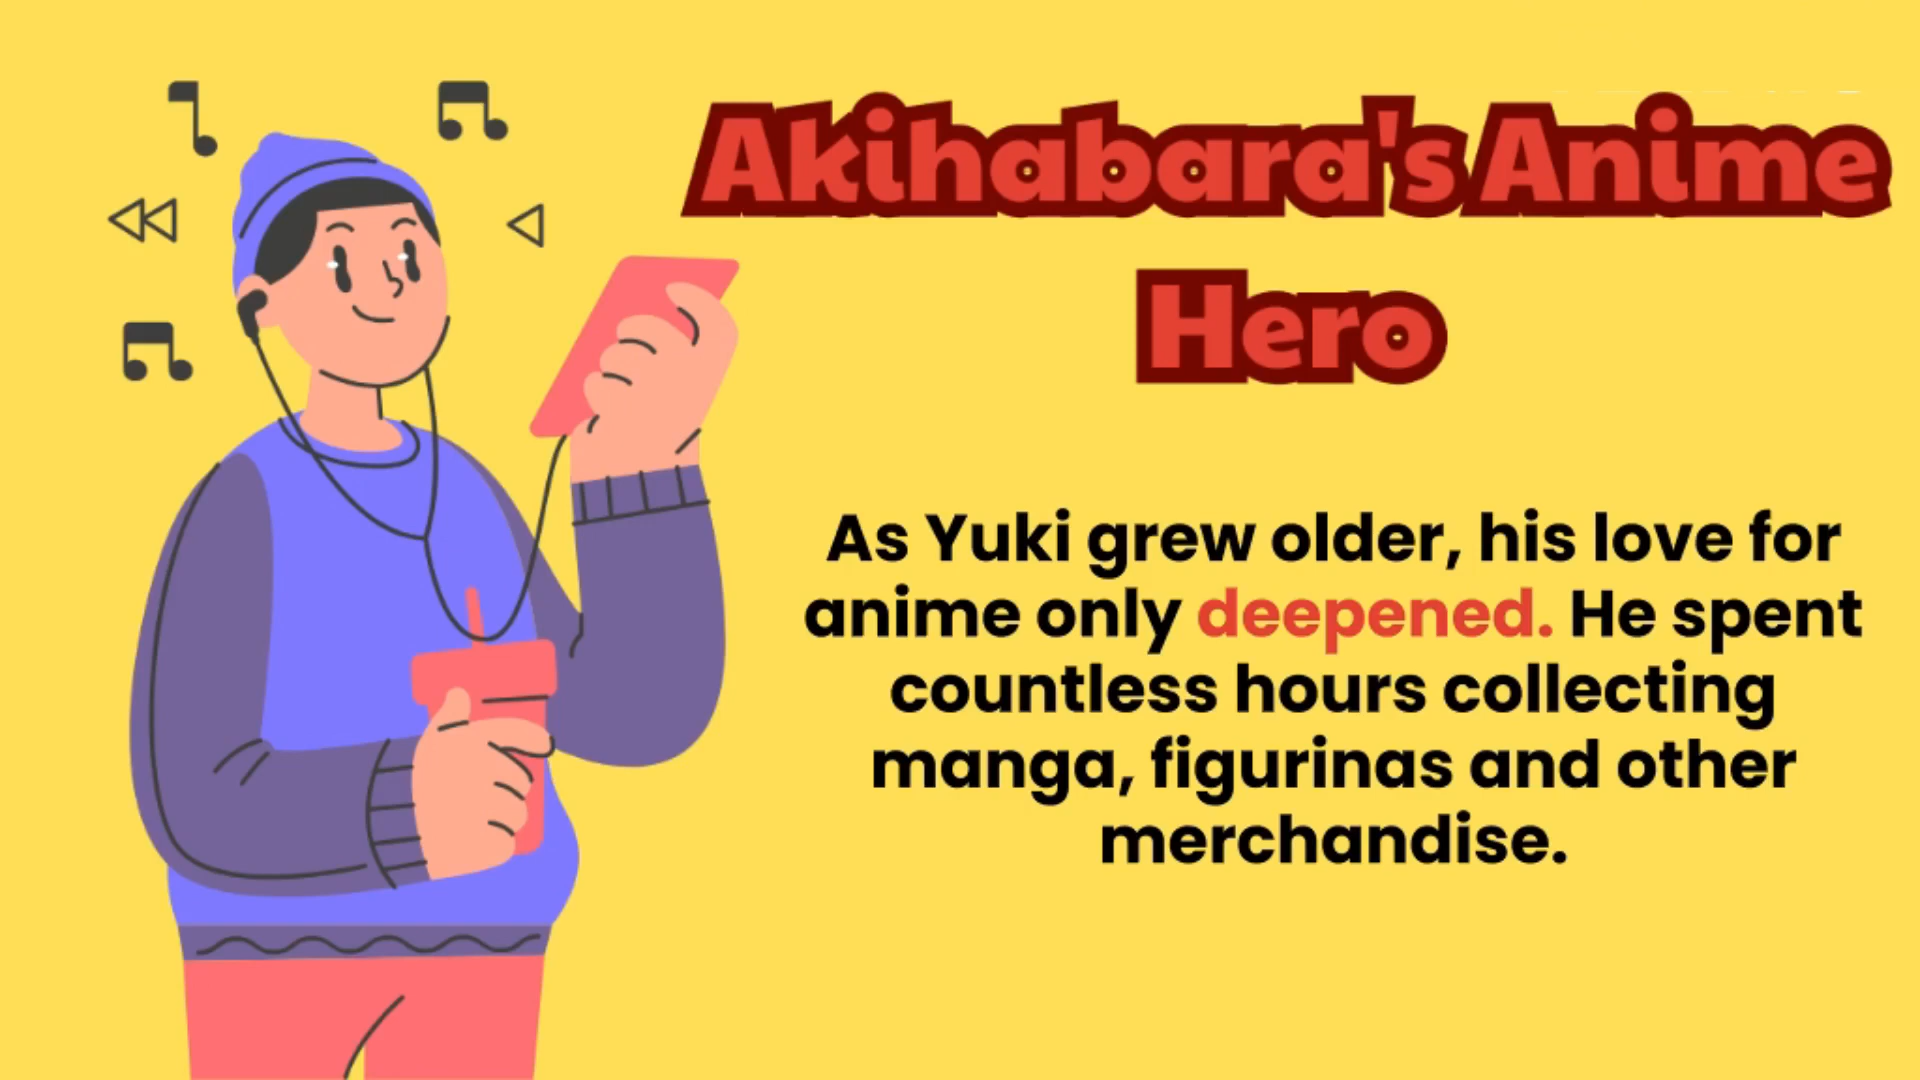 Akihabara's Anime
Hero
As Yuki grew older, his love for
anime only deepened. He spent
countless hours collecting
manga, figurinas and other
merchandise.